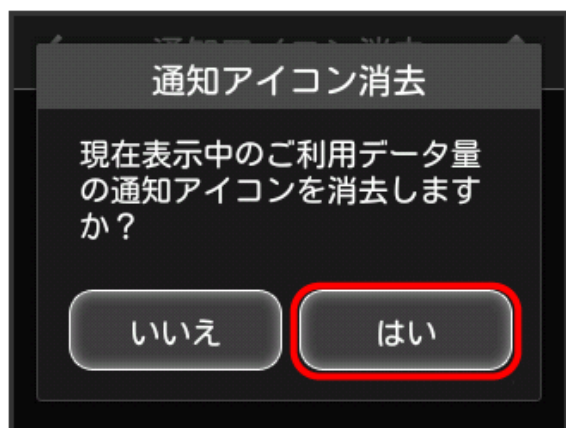 通知アイコン消去
現在表示中のご利用データ量
の通知アイコンを消去します
か？
いいえ
はい